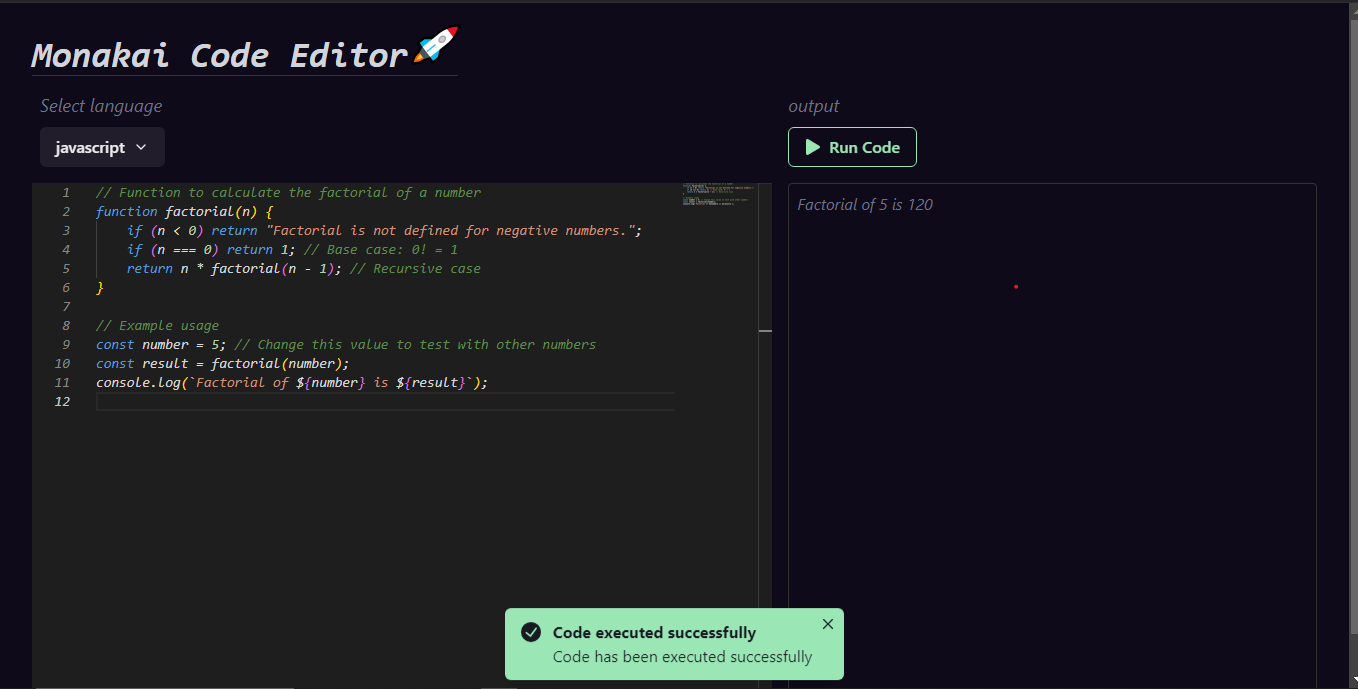 Monakai Code Editor🚀
Select language
output
javascript
Run Code
1 // Function to calculate the factorial of a number
2 function factorial(n) {
3     if (n < 0) return "Factorial is not defined for negative numbers.";
4     if (n === 0) return 1; // Base case: 0! = 1
5     return n * factorial(n - 1); // Recursive case
6 }
7
8 // Example usage
9 const number = 5; // Change this value to test with other numbers
10 const result = factorial(number);
11 console.log(`Factorial of ${number} is ${result}`);
12
Factorial of 5 is 120
Code executed successfully
Code has been executed successfully